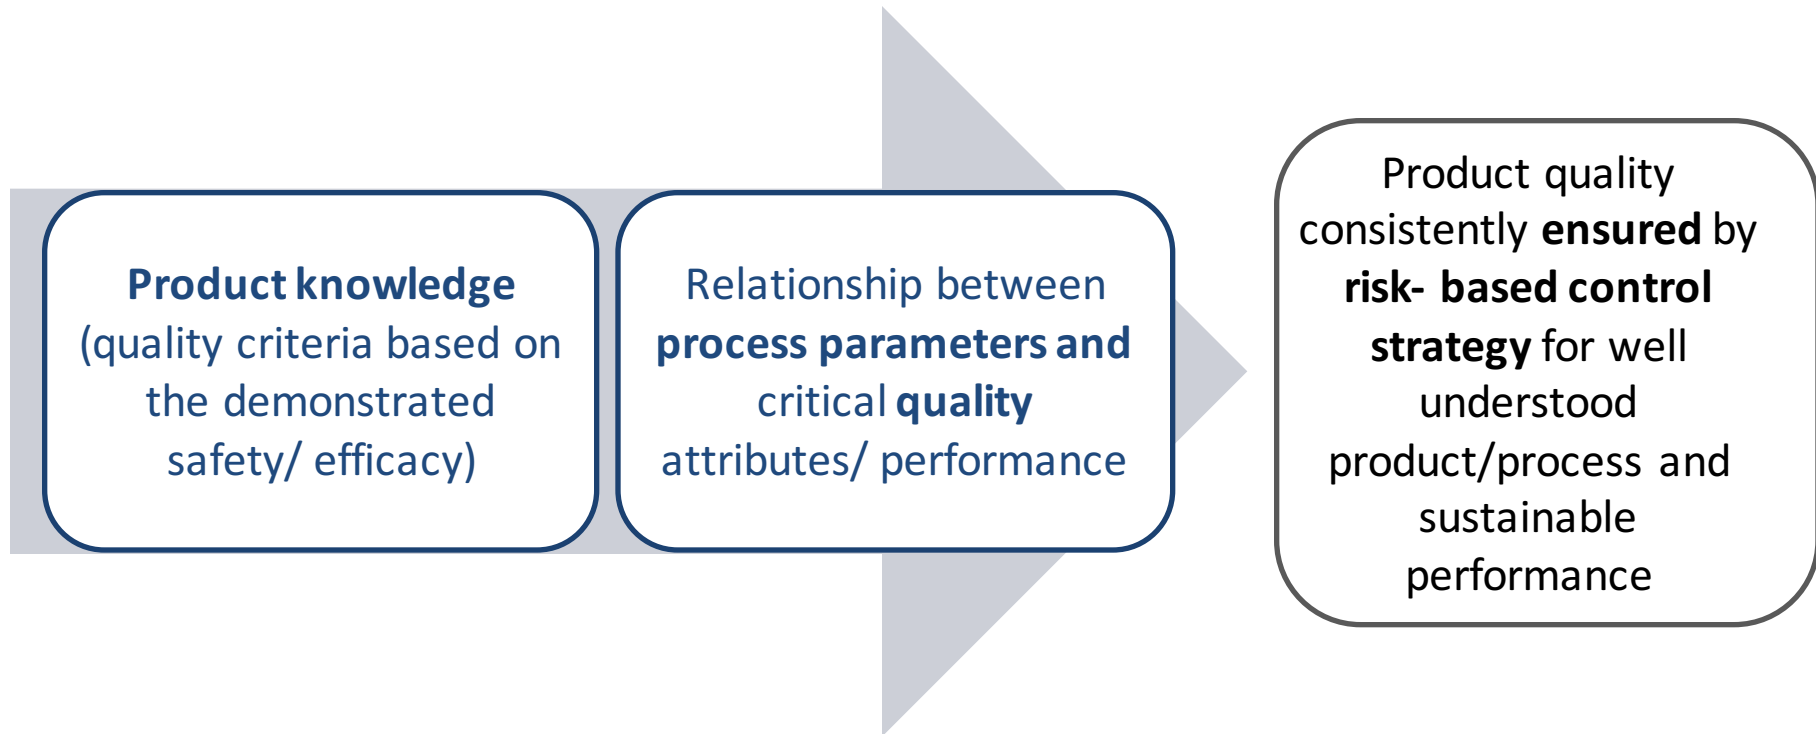 Product knowledge
(quality criteria based on
the demonstrated
safety/ efficacy)
Relationship between
process parameters and
critical quality
attributes/ performance
Product quality
consistently ensured by
risk- based control
strategy for well
understood
product/process and
sustainable
performance